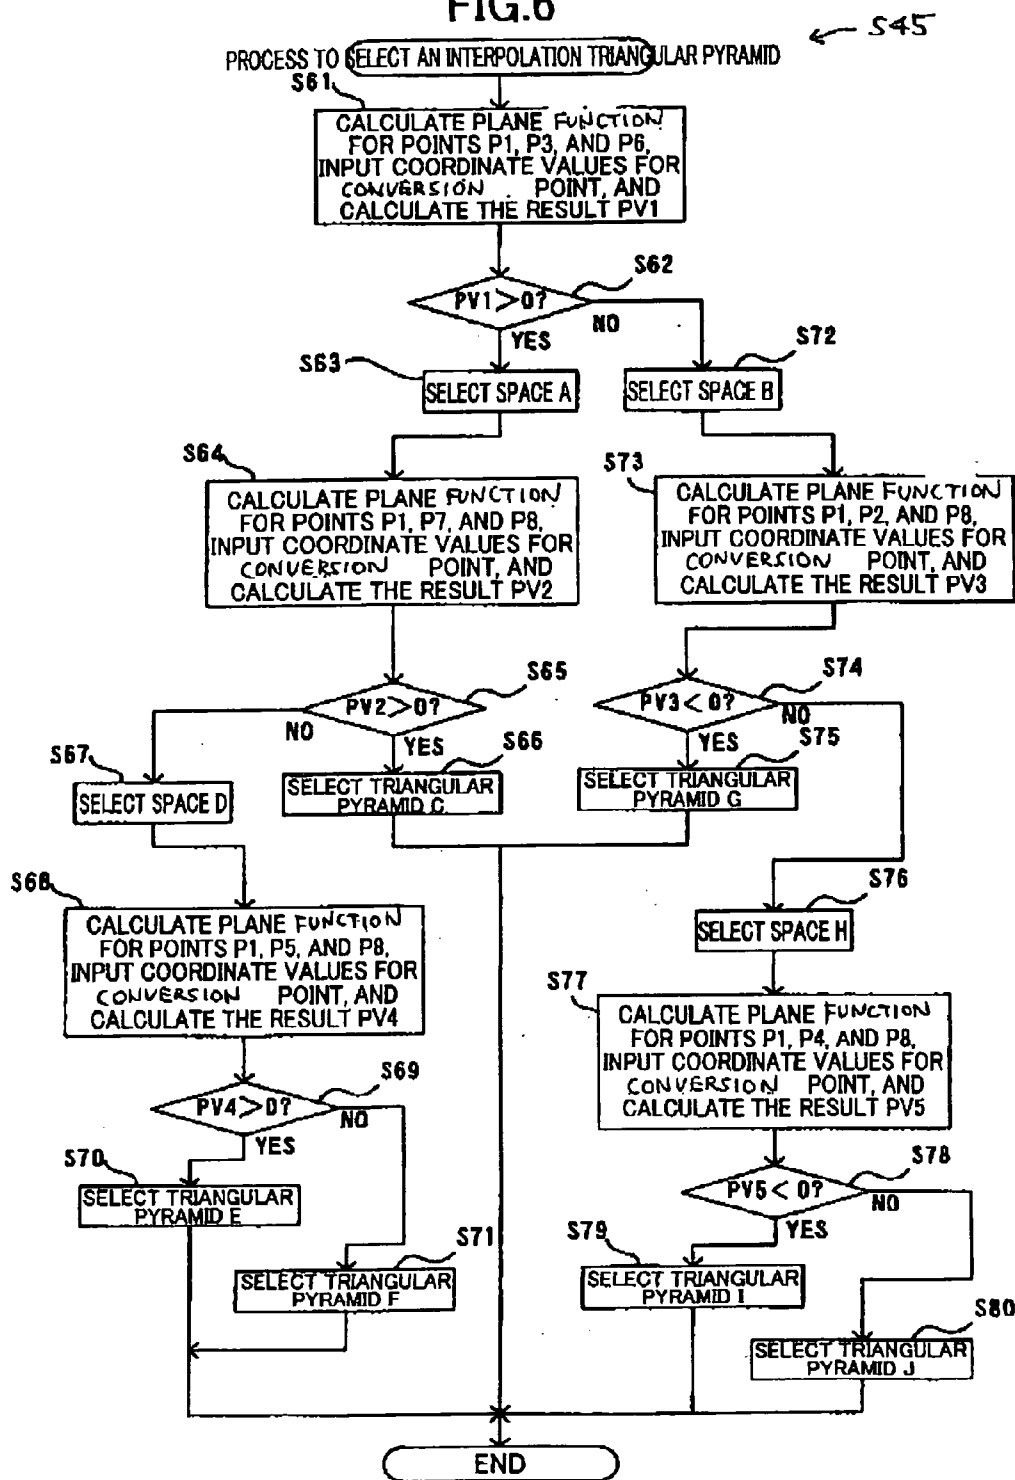 FIG.6
S45
PROCESS TO SELECT AN INTERPOLATION TRIANGULAR PYRAMID
S61
CALCULATE PLANE FUNCTION
FOR POINTS P1, P3, AND P6,
INPUT COORDINATE VALUES FOR
CONVERSION POINT, AND
CALCULATE THE RESULT PV1
S62
PV1>0?
NO
YES
S63
SELECT SPACE A
S72
SELECT SPACE B
S64
CALCULATE PLANE FUNCTION
FOR POINTS P1, P7, AND P8,
INPUT COORDINATE VALUES FOR
CONVERSION POINT, AND
CALCULATE THE RESULT PV2
S73
CALCULATE PLANE FUNCTION
FOR POINTS P1, P2, AND P8,
INPUT COORDINATE VALUES FOR
CONVERSION POINT, AND
CALCULATE THE RESULT PV3
S65
PV2>0?
NO
YES
S74
PV3<0?
NO
YES
S67
SELECT SPACE D
S66
SELECT TRIANGULAR
PYRAMID C
S75
SELECT TRIANGULAR
PYRAMID G
S68
CALCULATE PLANE FUNCTION
FOR POINTS P1, P5, AND P8,
INPUT COORDINATE VALUES FOR
CONVERSION POINT, AND
CALCULATE THE RESULT PV4
S76
SELECT SPACE H
S77
CALCULATE PLANE FUNCTION
FOR POINTS P1, P4, AND P8,
INPUT COORDINATE VALUES FOR
CONVERSION POINT, AND
CALCULATE THE RESULT PV5
S69
PV4>0?
NO
YES
S70
SELECT TRIANGULAR
PYRAMID E
S71
SELECT TRIANGULAR
PYRAMID F
S78
PV5<0?
NO
YES
S79
SELECT TRIANGULAR
PYRAMID I
S80
SELECT TRIANGULAR
PYRAMID J
END